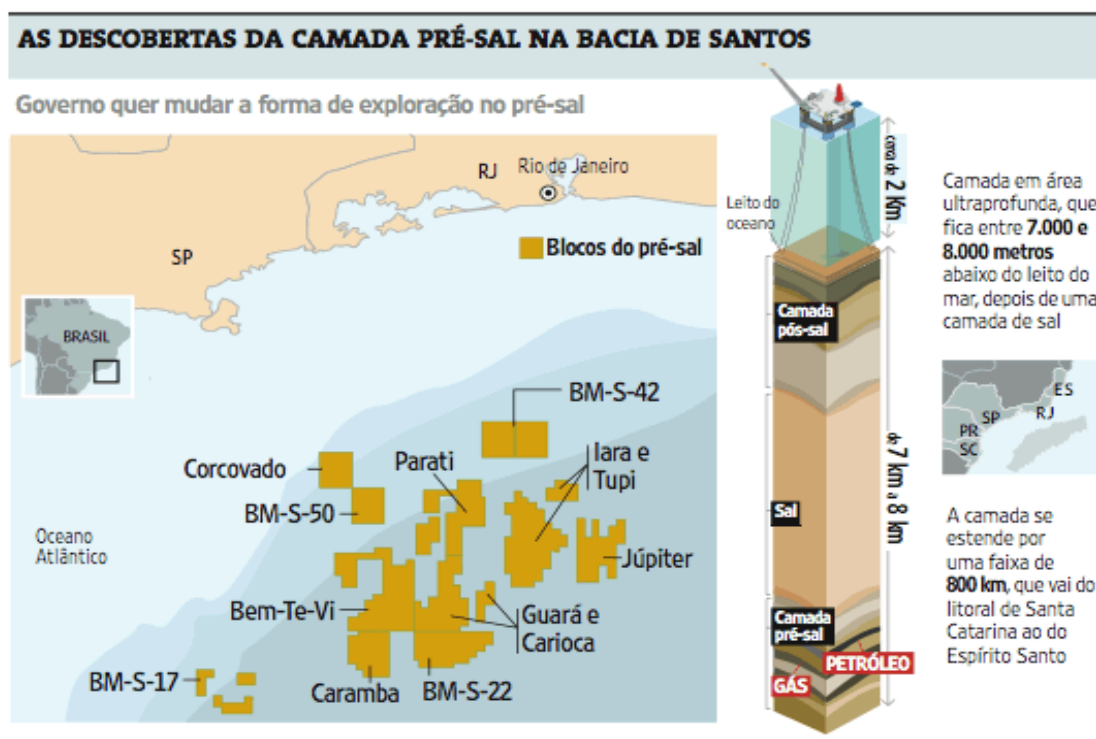 AS DESCOBERTAS DA CAMADA PRÉ-SAL NA BACIA DE SANTOS
Governo quer mudar a forma de exploração no pré-sal
SP
RJ
Rio de Janeiro
Blocos do pré-sal
BRASIL
Oceano
Atlântico
BM-S-42
Corcovado
Parati
Iara e
Tupi
BM-S-50
Júpiter
Bem-Te-Vi
Guará e
Carioca
BM-S-17
Caramba
BM-S-22
Leito do
oceano
cerca de 2 Km
Camada
pós-sal
Sal
de 7 km a 8 km
Camada
pré-sal
PETRÓLEO
GÁS
Camada em área
ultraprofunda, que
fica entre 7.000 e
8.000 metros
abaixo do leito do
mar, depois de uma
camada de sal
ES
SP
RJ
PR
SC
A camada se
estende por
uma faixa de
800 km, que vai do
litoral de Santa
Catarina ao do
Espírito Santo